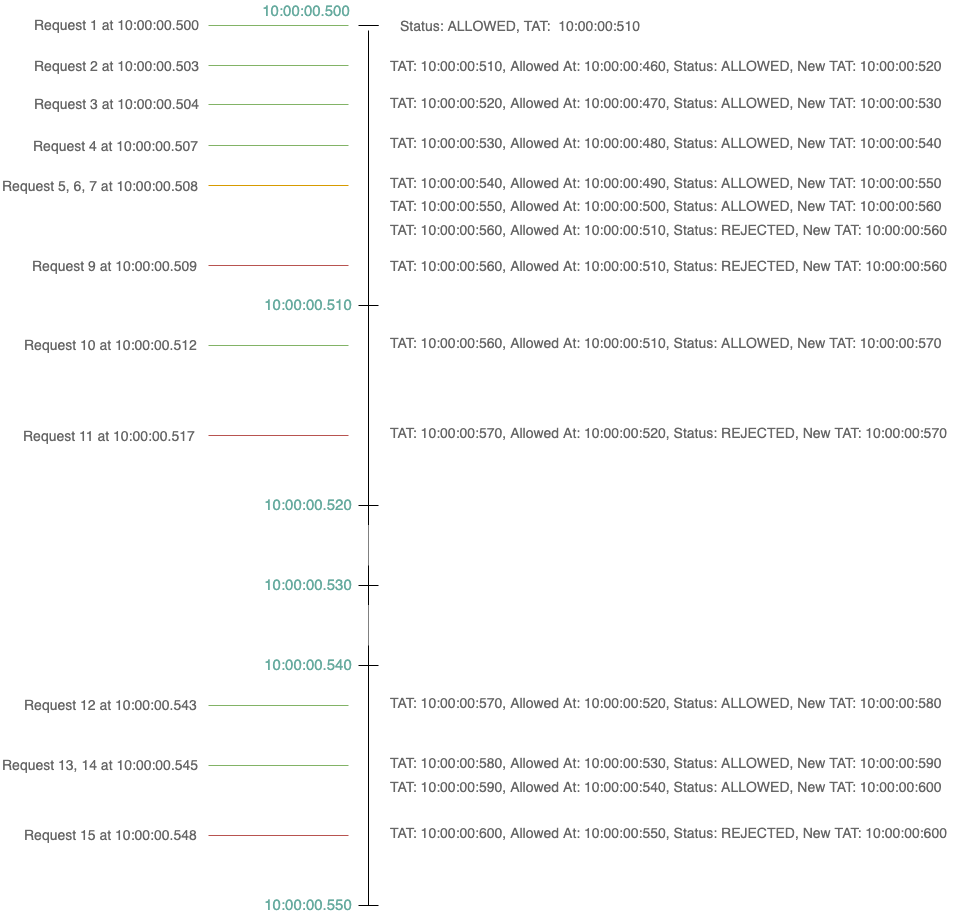 10:00:00.500
Request 1 at 10:00:00.500
Status: ALLOWED, TAT:  10:00:00:510
Request 2 at 10:00:00.503
TAT: 10:00:00:510, Allowed At: 10:00:00:460, Status: ALLOWED, New TAT: 10:00:00:520
Request 3 at 10:00:00.504
TAT: 10:00:00:520, Allowed At: 10:00:00:470, Status: ALLOWED, New TAT: 10:00:00:530
Request 4 at 10:00:00.507
TAT: 10:00:00:530, Allowed At: 10:00:00:480, Status: ALLOWED, New TAT: 10:00:00:540
Request 5, 6, 7 at 10:00:00.508
TAT: 10:00:00:540, Allowed At: 10:00:00:490, Status: ALLOWED, New TAT: 10:00:00:550
TAT: 10:00:00:550, Allowed At: 10:00:00:500, Status: ALLOWED, New TAT: 10:00:00:560
TAT: 10:00:00:560, Allowed At: 10:00:00:510, Status: REJECTED, New TAT: 10:00:00:560
Request 9 at 10:00:00.509
TAT: 10:00:00:560, Allowed At: 10:00:00:510, Status: REJECTED, New TAT: 10:00:00:560
10:00:00.510
Request 10 at 10:00:00.512
TAT: 10:00:00:560, Allowed At: 10:00:00:510, Status: ALLOWED, New TAT: 10:00:00:570
Request 11 at 10:00:00.517
TAT: 10:00:00:570, Allowed At: 10:00:00:520, Status: REJECTED, New TAT: 10:00:00:570
10:00:00.520
10:00:00.530
10:00:00.540
Request 12 at 10:00:00.543
TAT: 10:00:00:570, Allowed At: 10:00:00:520, Status: ALLOWED, New TAT: 10:00:00:580
Request 13, 14 at 10:00:00.545
TAT: 10:00:00:580, Allowed At: 10:00:00:530, Status: ALLOWED, New TAT: 10:00:00:590
TAT: 10:00:00:590, Allowed At: 10:00:00:540, Status: ALLOWED, New TAT: 10:00:00:600
Request 15 at 10:00:00.548
TAT: 10:00:00:600, Allowed At: 10:00:00:550, Status: REJECTED, New TAT: 10:00:00:600
10:00:00.550